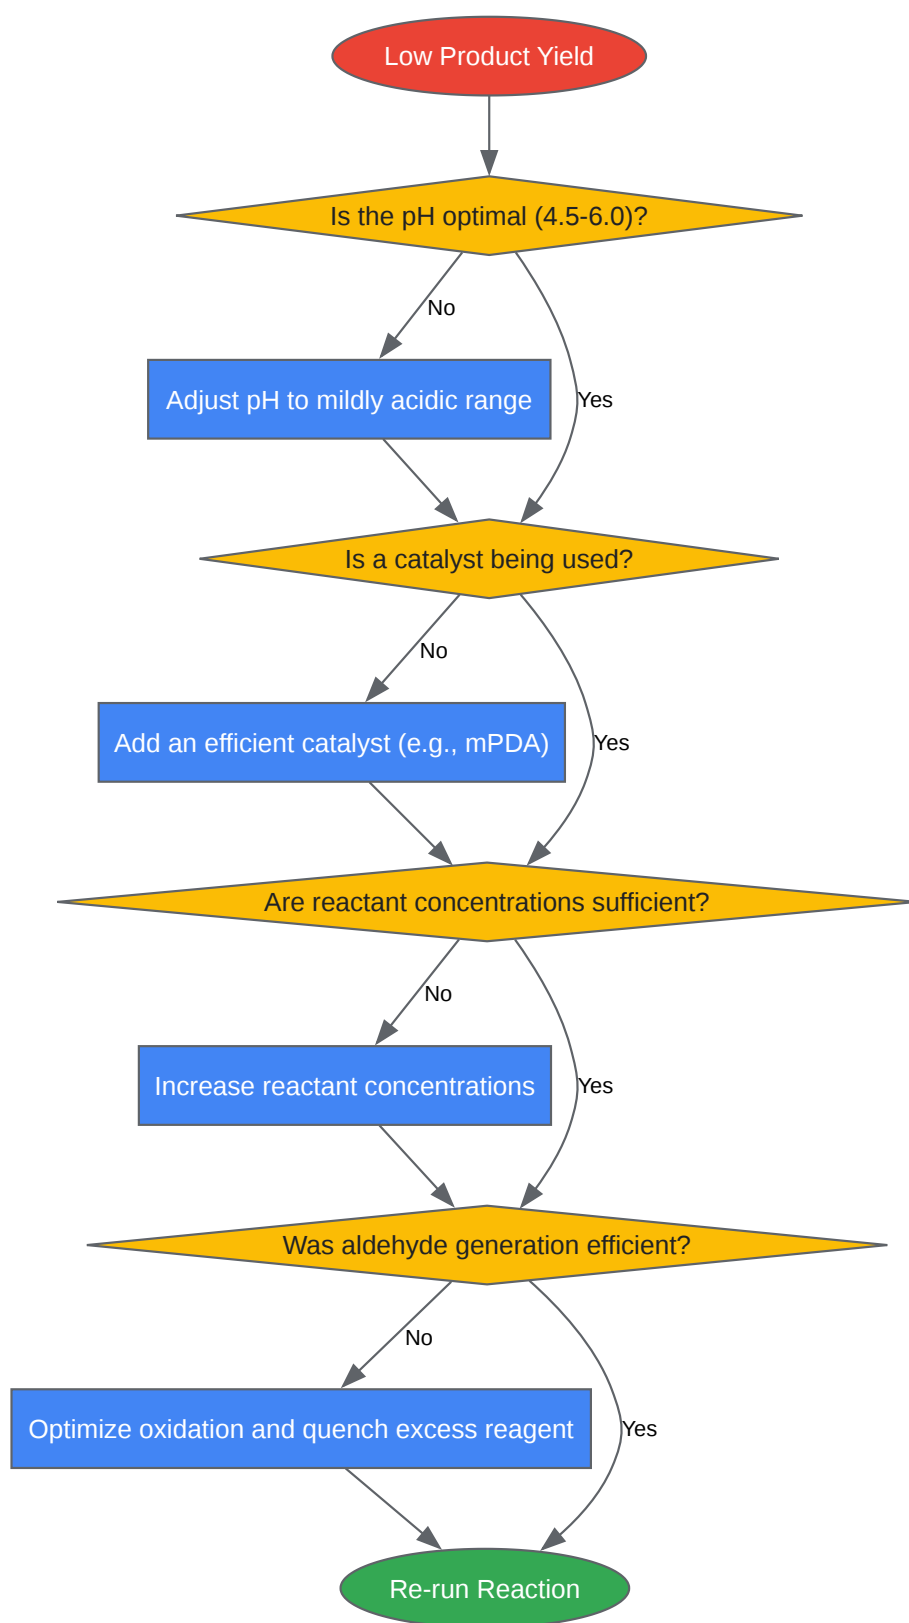 Low Product Yield
Is the pH optimal (4.5-6.0)?
No
Adjust pH to mildly acidic range
Yes
Is a catalyst being used?
No
Add an efficient catalyst (e.g., mPDA)
Yes
Are reactant concentrations sufficient?
No
Increase reactant concentrations
Yes
Was aldehyde generation efficient?
No
Optimize oxidation and quench excess reagent
Yes
Re-run Reaction